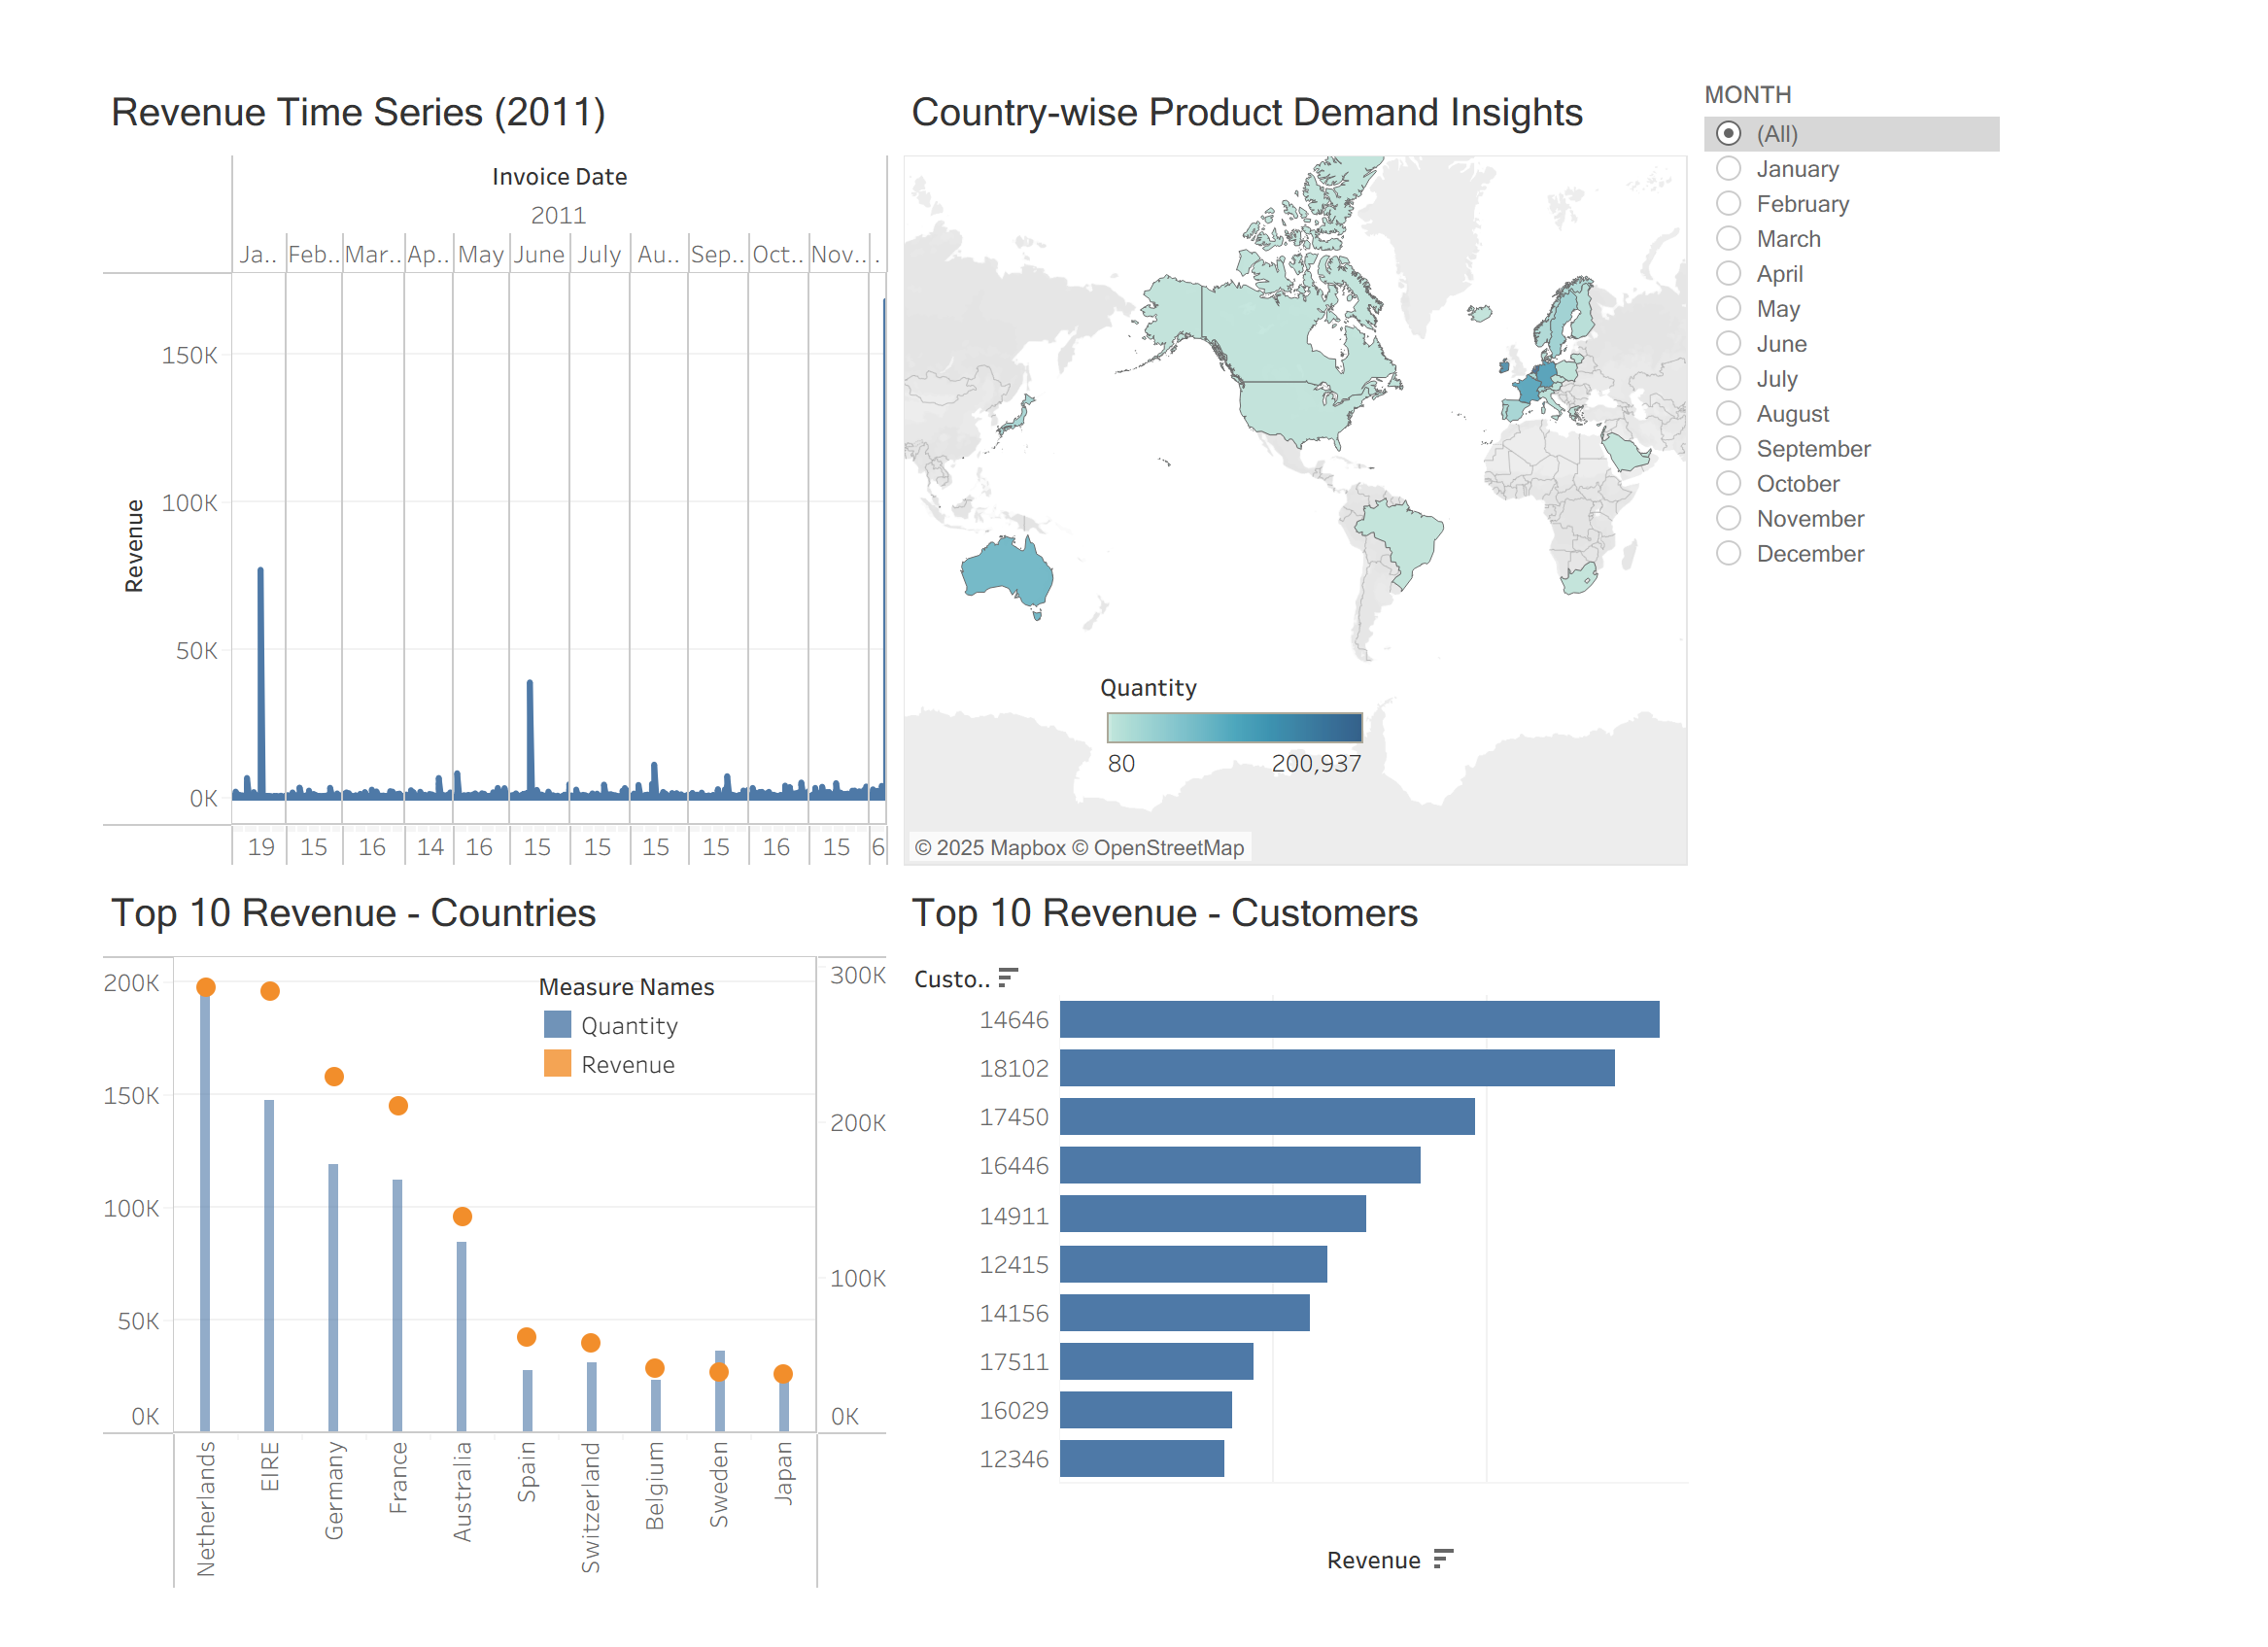 Revenue Time Series (2011)
Invoice Date
2011
Ja.. Feb.. Mar.. Ap.. May June July Au.. Sep.. Oct.. Nov.. .
Revenue
150K
100K
50K
0K
19 15 16 14 16 15 15 15 15 16 15 6
Country-wise Product Demand Insights
Quantity
80 200,937
© 2025 Mapbox © OpenStreetMap
MONTH
(All)
January
February
March
April
May
June
July
August
September
October
November
December
Top 10 Revenue - Countries
200K
150K
100K
50K
0K
Measure Names
Quantity
Revenue
300K
200K
100K
0K
Netherlands
EIRE
Germany
France
Australia
Spain
Switzerland
Belgium
Sweden
Japan
Top 10 Revenue - Customers
Custo..
14646
18102
17450
16446
14911
12415
14156
17511
16029
12346
Revenue